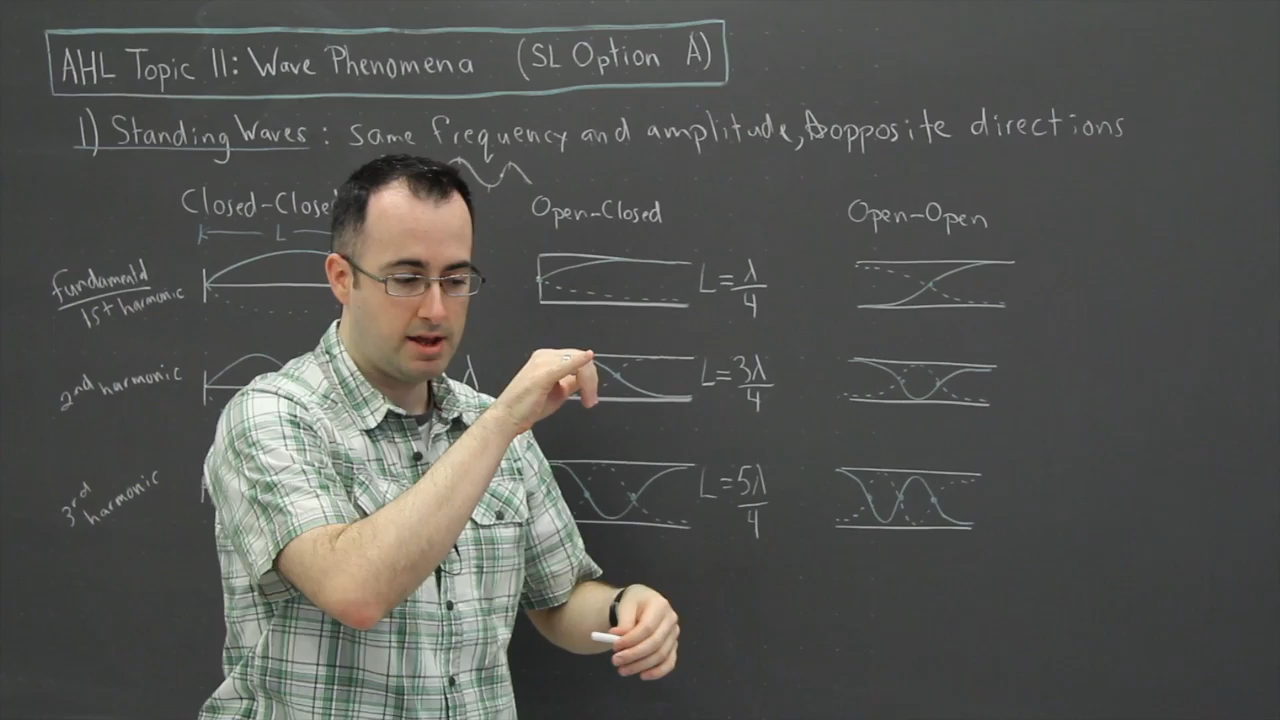 AHL Topic 11: Wave Phenomena (SL Option A)
1) Standing Waves: same frequency and amplitude, opposite directions
Open-Closed Open-Open
L
fundamental
1st harmonic
L = λ/4
2nd harmonic
λ
L = 3λ/4
3rd harmonic
L = 5λ/4